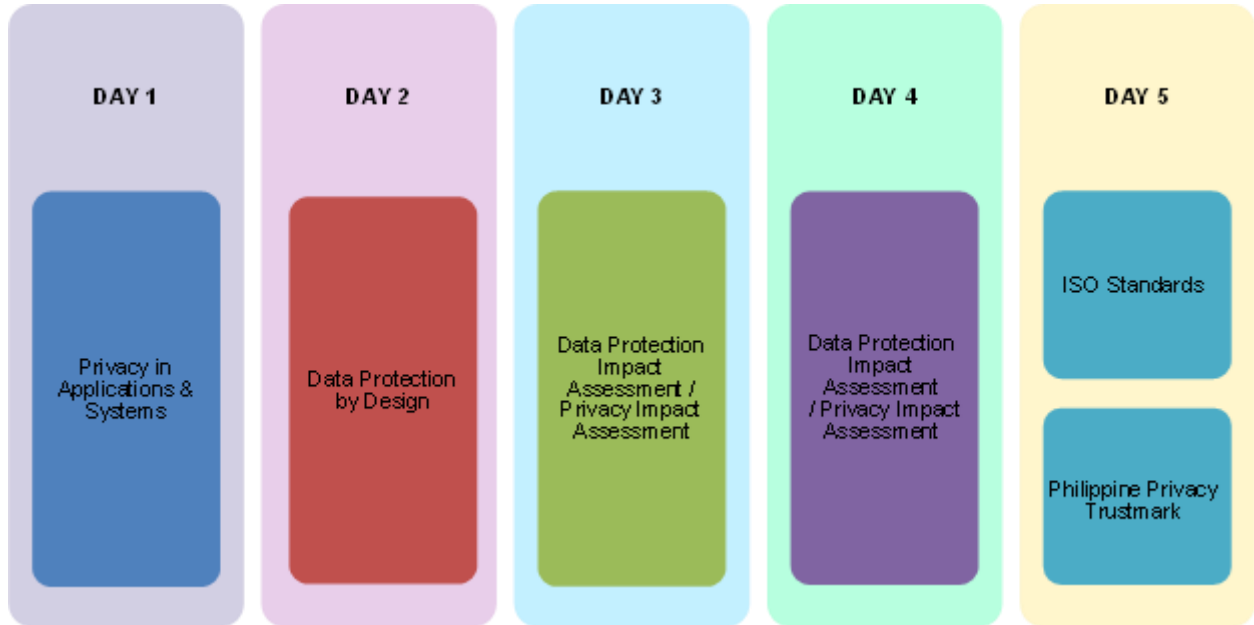 DAY 1
Privacy in
Applications &
Systems
DAY 2
Data Protection
by Design
DAY 3
Data Protection
Impact
Assessment /
Privacy Impact
Assessment
DAY 4
Data Protection
Impact
Assessment
/ Privacy Impact
Assessment
DAY 5
ISO Standards
Philippine Privacy
Trustmark